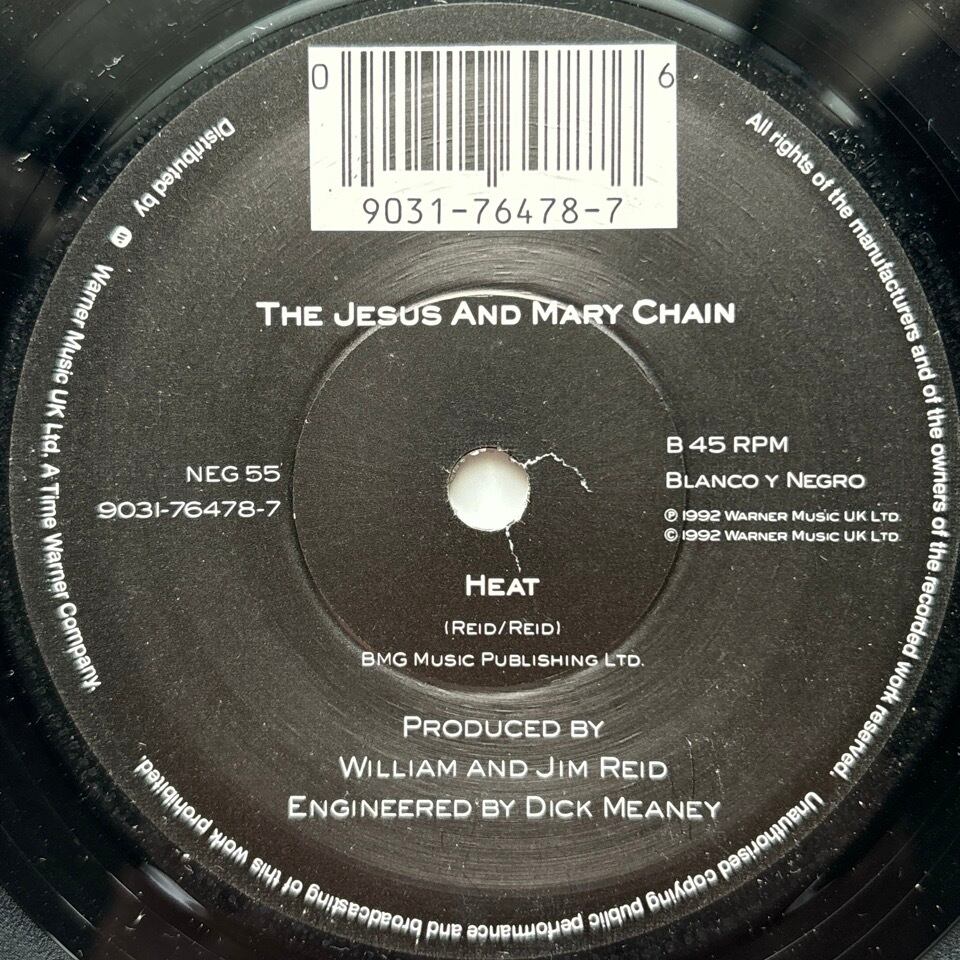 0 6
9031-76478-7
THE JESUS AND MARY CHAIN
NEG 55
9031-76478-7
B 45 RPM
BLANCO Y NEGRO
℗ 1992 WARNER MUSIC UK LTD.
© 1992 WARNER MUSIC UK LTD.
HEAT
(REID/REID)
BMG MUSIC PUBLISHING LTD.
PRODUCED BY
WILLIAM AND JIM REID
ENGINEERED BY DICK MEANEY
All rights of the manufacturers and of the owners of the recorded work reserved.
Unauthorised copying public performance and broadcasting of this work prohibited.
Distributed by Warner Music UK Ltd. A Time Warner Company.